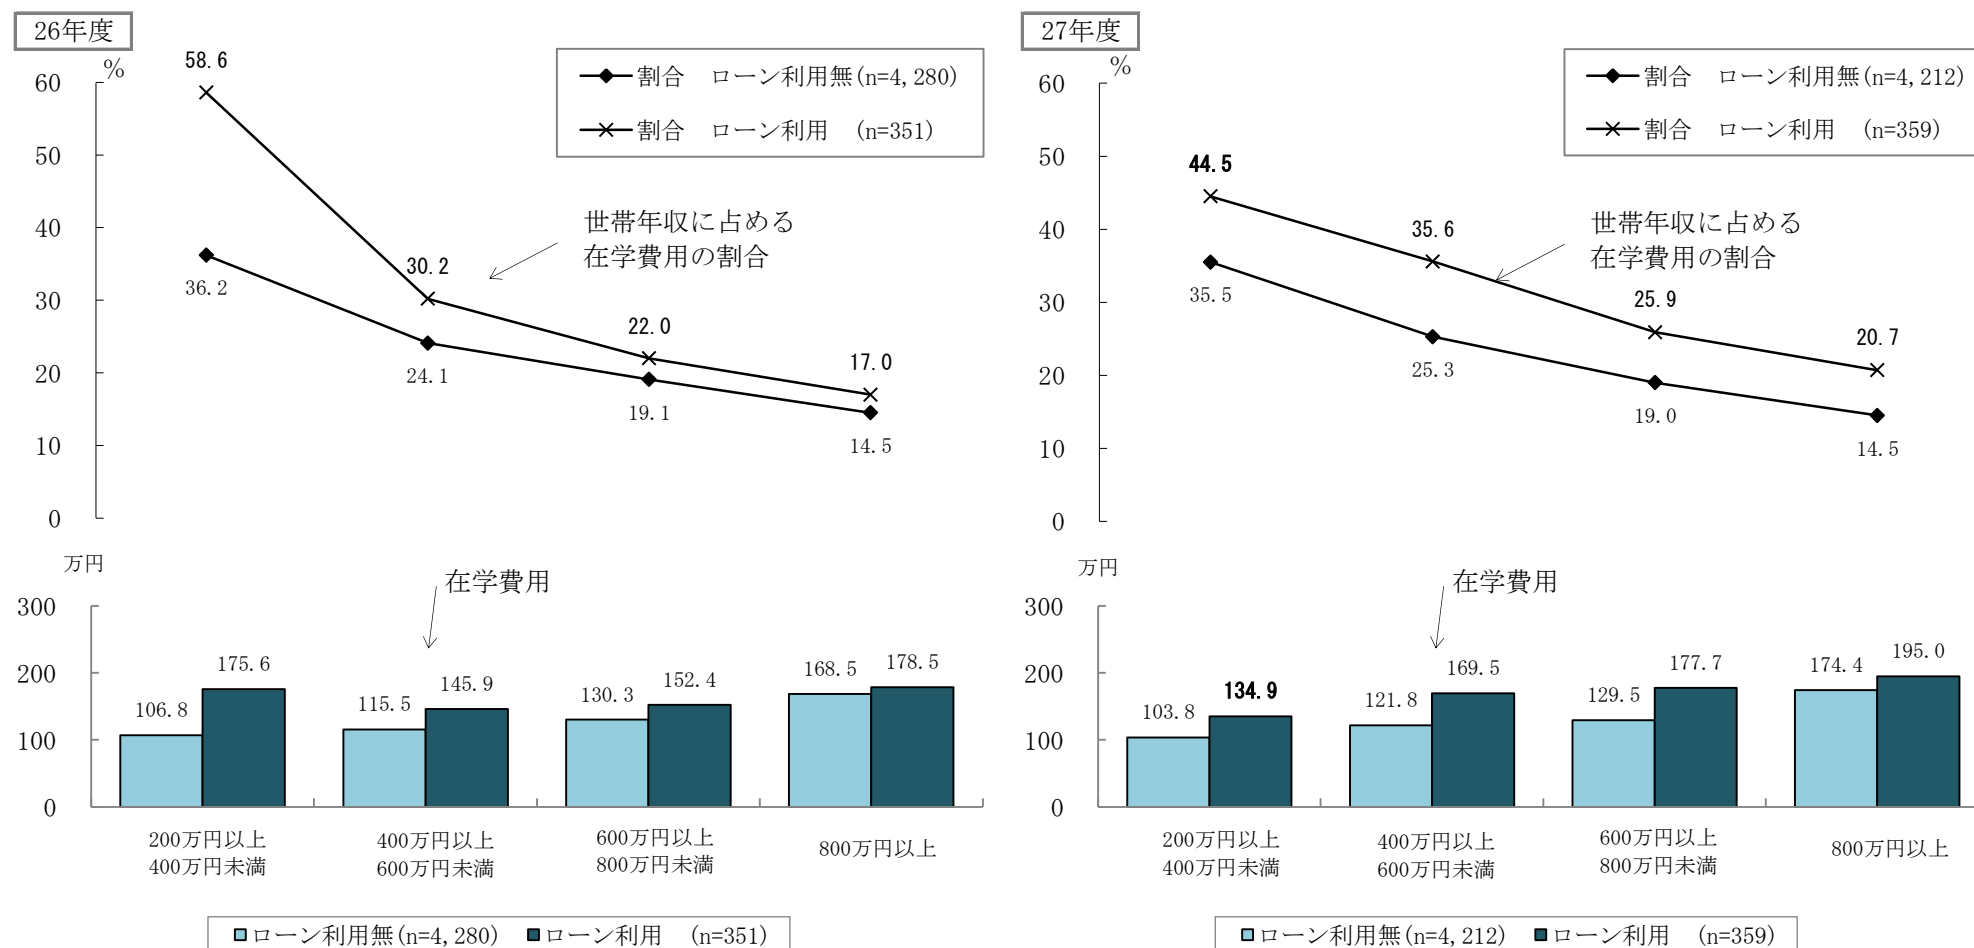 26年度
%
割合　ローン利用無(n=4,280)
割合　ローン利用　(n=351)
60
50
40
30
20
10
0
58.6
30.2
22.0
17.0
36.2
24.1
19.1
14.5
世帯年収に占める
在学費用の割合
万円
在学費用
300
200
100
0
106.8
175.6
115.5
145.9
130.3
152.4
168.5
178.5
200万円以上
400万円未満
400万円以上
600万円未満
600万円以上
800万円未満
800万円以上
ローン利用無(n=4,280)　ローン利用　(n=351)
27年度
%
割合　ローン利用無(n=4,212)
割合　ローン利用　(n=359)
60
50
40
30
20
10
0
44.5
35.6
25.9
20.7
35.5
25.3
19.0
14.5
世帯年収に占める
在学費用の割合
万円
在学費用
300
200
100
0
103.8
134.9
121.8
169.5
129.5
177.7
174.4
195.0
200万円以上
400万円未満
400万円以上
600万円未満
600万円以上
800万円未満
800万円以上
ローン利用無(n=4,212)　ローン利用　(n=359)